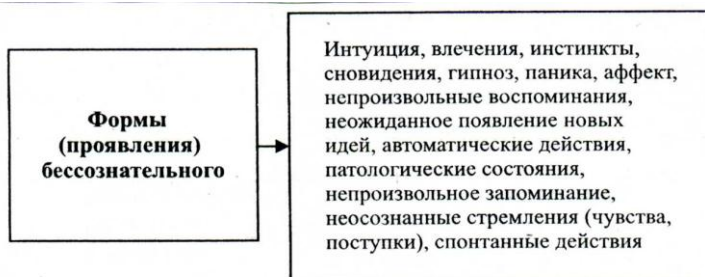 Формы
(проявления)
бессознательного
Интуиция, влечения, инстинкты,
сновидения, гипноз, паника, аффект,
непроизвольные воспоминания,
неожиданное появление новых
идей, автоматические действия,
патологические состояния,
непроизвольное запоминание,
неосознанные стремления (чувства,
поступки), спонтанные действия